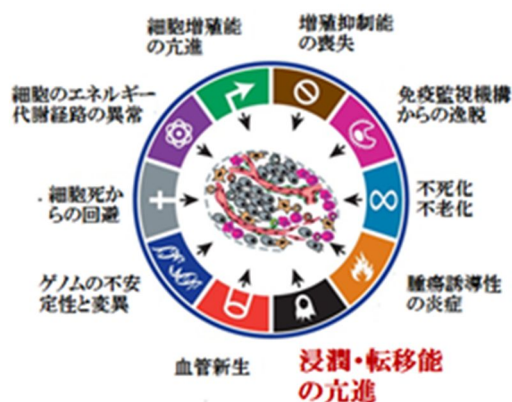 細胞増殖能
の亢進
増殖抑制能
の喪失
細胞のエネルギー
代謝経路の異常
免疫監視機構
からの逸脱
細胞死か
らの回避
不死化
不老化
ゲノムの不安
定性と変異
腫瘍誘導性
の炎症
血管新生
浸潤・転移能
の亢進